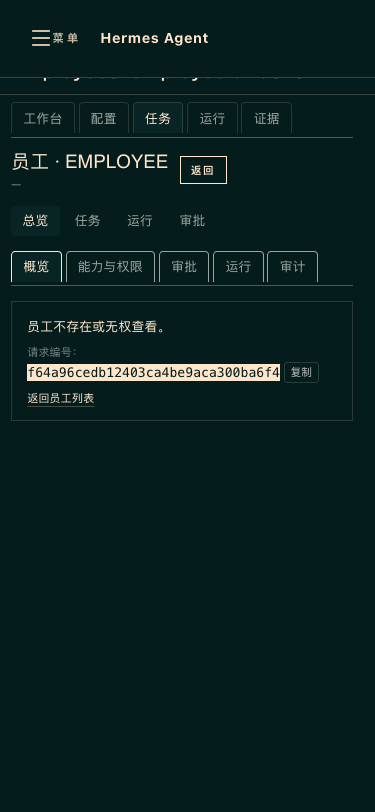 菜单 Hermes Agent
工作台 配置 任务 运行 证据
员工 · EMPLOYEE 返回
—
总览 任务 运行 审批
概览 能力与权限 审批 运行 审计
员工不存在或无权查看。
请求编号:
f64a96cedb12403ca4be9aca300ba6f4 复制
返回员工列表